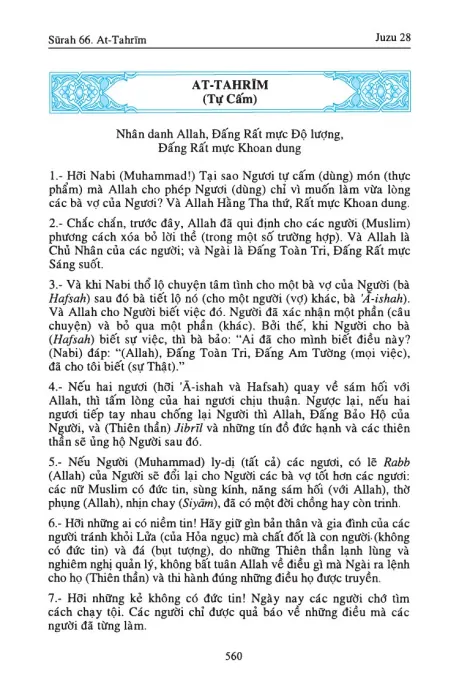 Sūrah 66. At-Tahrīm
Juzu 28
AT-TAHRĪM
(Tự Cấm)
Nhân danh Allah, Đấng Rất mực Độ lượng,
Đấng Rất mực Khoan dung
1.- Hỡi Nabi (Muhammad!) Tại sao Ngươi tự cấm (dùng) món (thực
phẩm) mà Allah cho phép Ngươi (dùng) chỉ vì muốn làm vừa lòng
các bà vợ của Ngươi? Và Allah Hằng Tha thứ, Rất mực Khoan dung.
2.- Chắc chắn, trước đây, Allah đã qui định cho các người (Muslim)
phương cách xóa bỏ lời thề (trong một số trường hợp). Và Allah là
Chủ Nhân của các người; và Ngài là Đấng Toàn Tri, Đấng Rất mực
Sáng suốt.
3.- Và khi Nabi thổ lộ chuyện tâm tình cho một bà vợ của Người (bà
Hafsah) sau đó bà tiết lộ nó (cho một người (vợ) khác, bà 'Ā-ishah).
Và Allah cho Người biết việc đó. Người đã xác nhận một phần (câu
chuyện) và bỏ qua một phần (khác). Bởi thế, khi Người cho bà
(Hafsah) biết sự việc, thì bà bảo: “Ai đã cho mình biết điều này?
(Nabi) đáp: “(Allah), Đấng Toàn Tri, Đấng Am Tường (mọi việc),
đã cho tôi biết (sự Thật).”
4.- Nếu hai ngươi (hỡi 'Ā-ishah và Hafsah) quay về sám hối với
Allah, thì tấm lòng của hai ngươi chịu thuận. Ngược lại, nếu hai
ngươi tiếp tay nhau chống lại Người thì Allah, Đấng Bảo Hộ của
Người, và (Thiên thần) Jibrīl và những tín đồ đức hạnh và các thiên
thần sẽ ủng hộ Người sau đó.
5.- Nếu Người (Muhammad) ly-dị (tất cả) các ngươi, có lẽ Rabb
(Allah) của Người sẽ đổi lại cho Người các bà vợ tốt hơn các ngươi:
các nữ Muslim có đức tin, sùng kính, năng sám hối (với Allah), thờ
phụng (Allah), nhịn chay (Siyām), đã có một đời chồng hay còn trinh.
6.- Hỡi những ai có niềm tin! Hãy giữ gìn bản thân và gia đình của các
người tránh khỏi Lửa (của Hỏa ngục) mà chất đốt là con người (không
có đức tin) và đá (bụt tượng), do những Thiên thần lạnh lùng và
nghiêm nghị quản lý, không bất tuân Allah về điều gì mà Ngài ra lệnh
cho họ (Thiên thần) và thi hành đúng những điều họ được truyền.
7.- Hỡi những kẻ không có đức tin! Ngày nay các người chớ tìm
cách chạy tội. Các người chỉ được quả báo về những điều mà các
người đã từng làm.
560